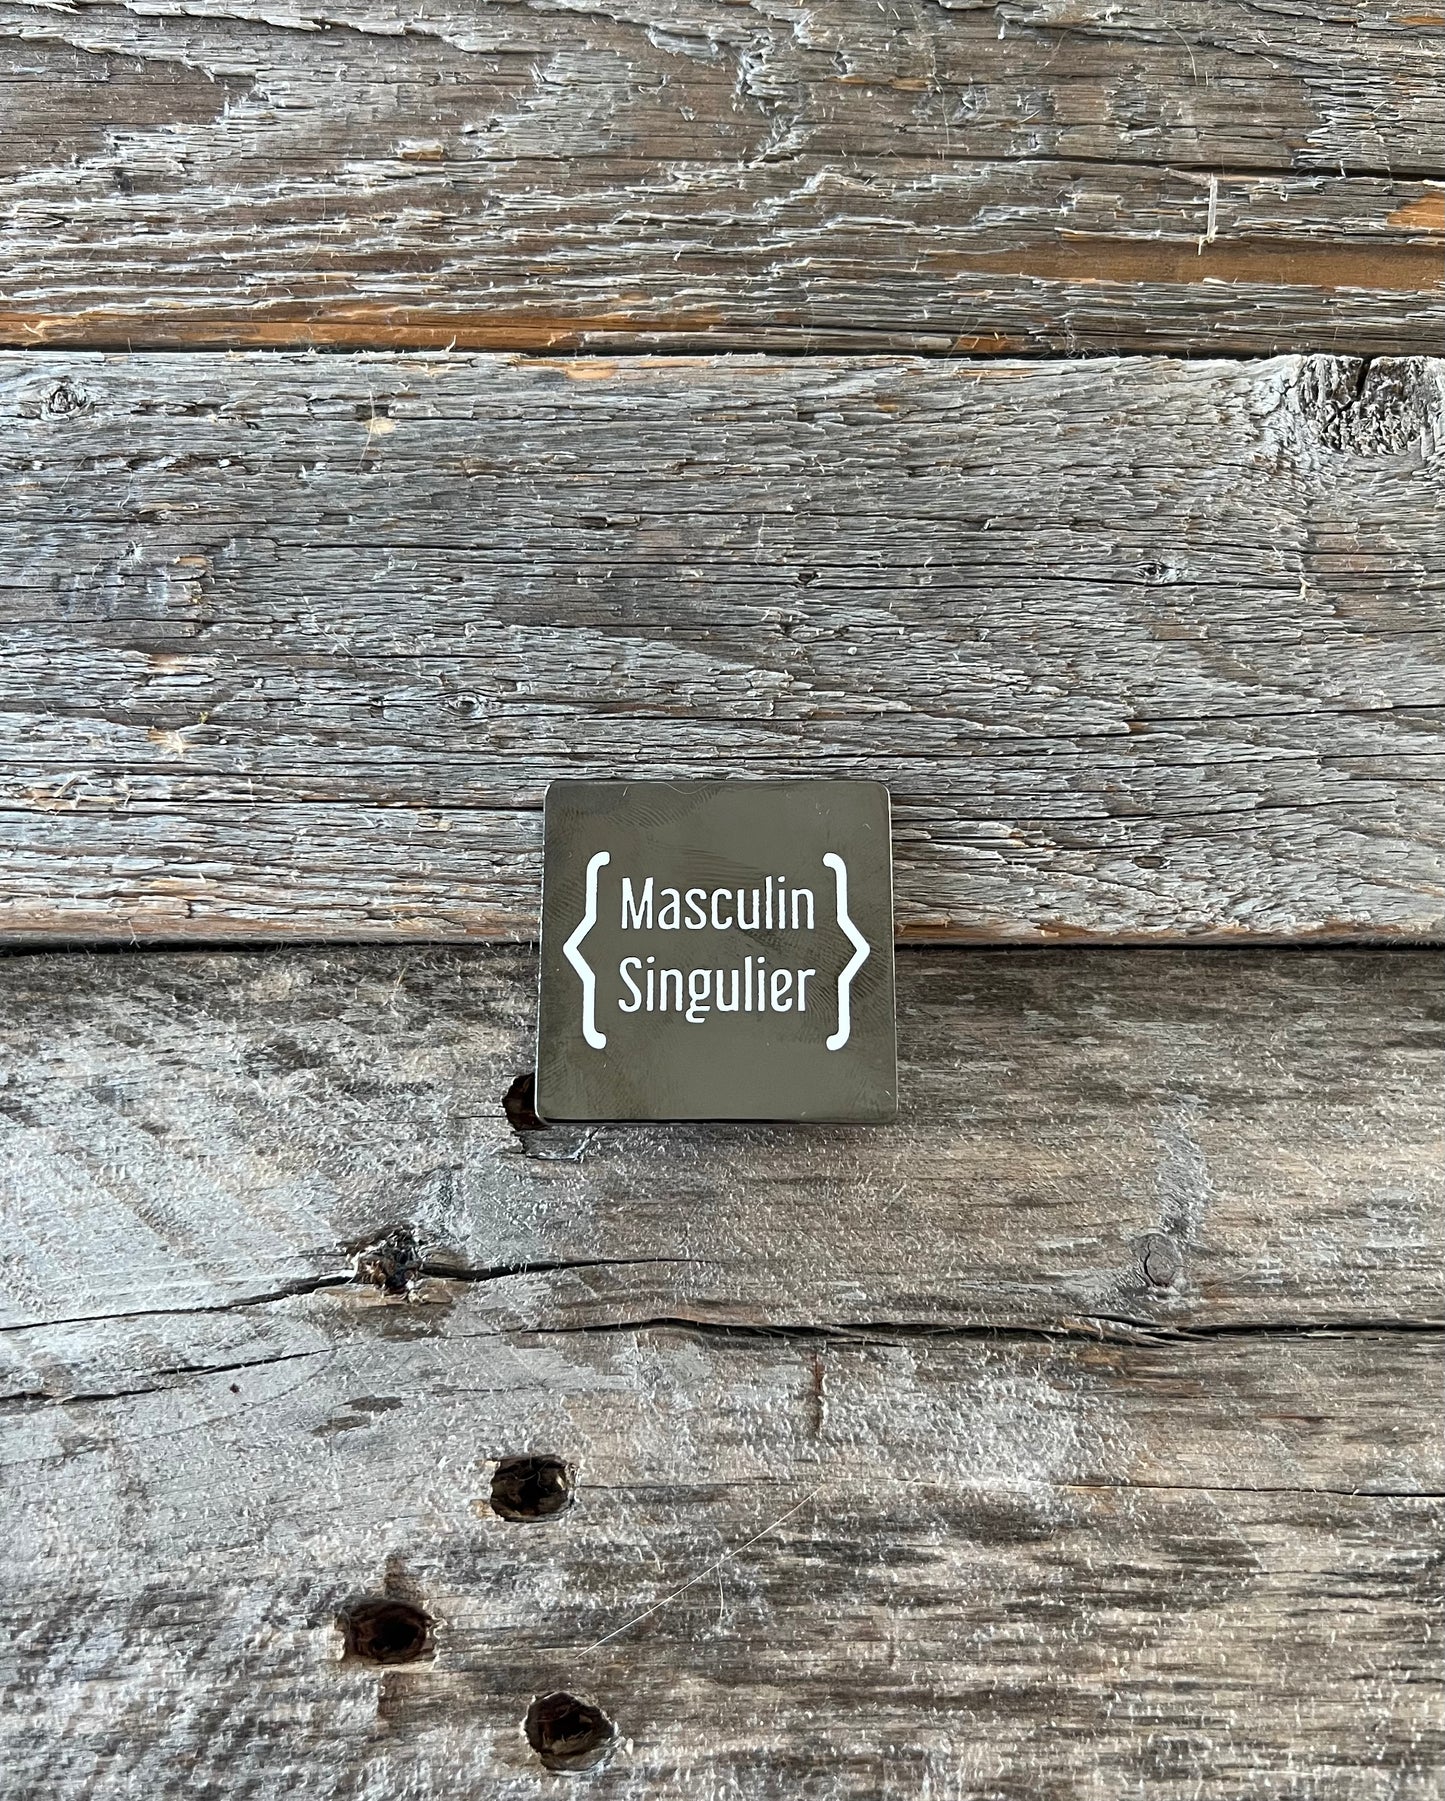 { Masculin
Singulier }